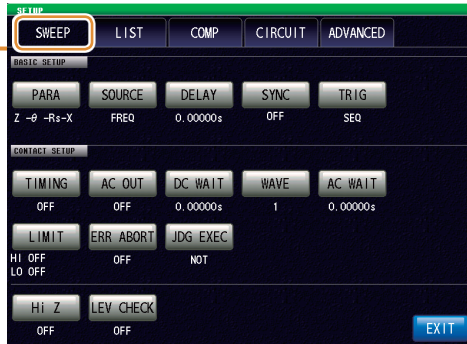 SETUP
SWEEP LIST COMP CIRCUIT ADVANCED
BASIC SETUP
PARA SOURCE DELAY SYNC TRIG
Z -θ -Rs-X FREQ 0.00000s OFF SEQ
CONTACT SETUP
TIMING AC OUT DC WAIT WAVE AC WAIT
OFF OFF 0.00000s 1 0.00000s
LIMIT ERR ABORT JDG EXEC
HI OFF OFF NOT
LO OFF
Hi Z LEV CHECK
OFF OFF
EXIT